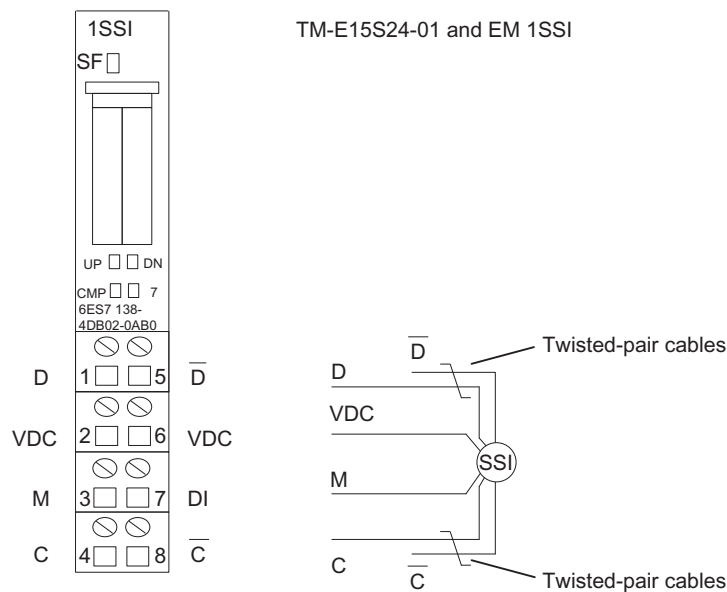 1SSI
TM-E15S24-01 and EM 1SSI
SF
UP DN
CMP 7
6ES7 138-
4DB02-0AB0
D 1 5 D̅
VDC 2 6 VDC
M 3 7 DI
C 4 8 C̅
D̅
Twisted-pair cables
D
VDC
SSI
M
C
C̅
Twisted-pair cables